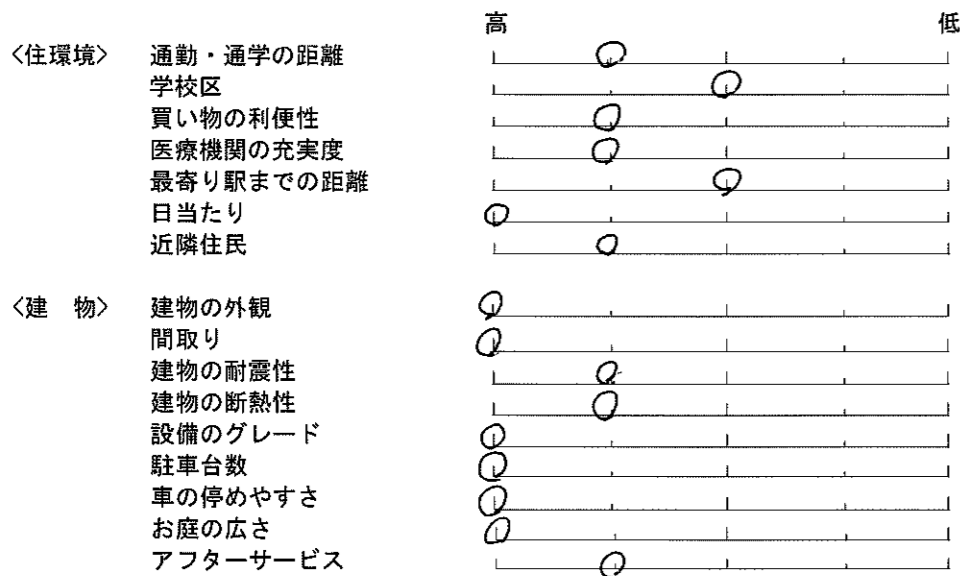 高 低
〈住環境〉 通勤・通学の距離
学校区
買い物の利便性
医療機関の充実度
最寄り駅までの距離
日当たり
近隣住民
〈建 物〉 建物の外観
間取り
建物の耐震性
建物の断熱性
設備のグレード
駐車台数
車の停めやすさ
お庭の広さ
アフターサービス